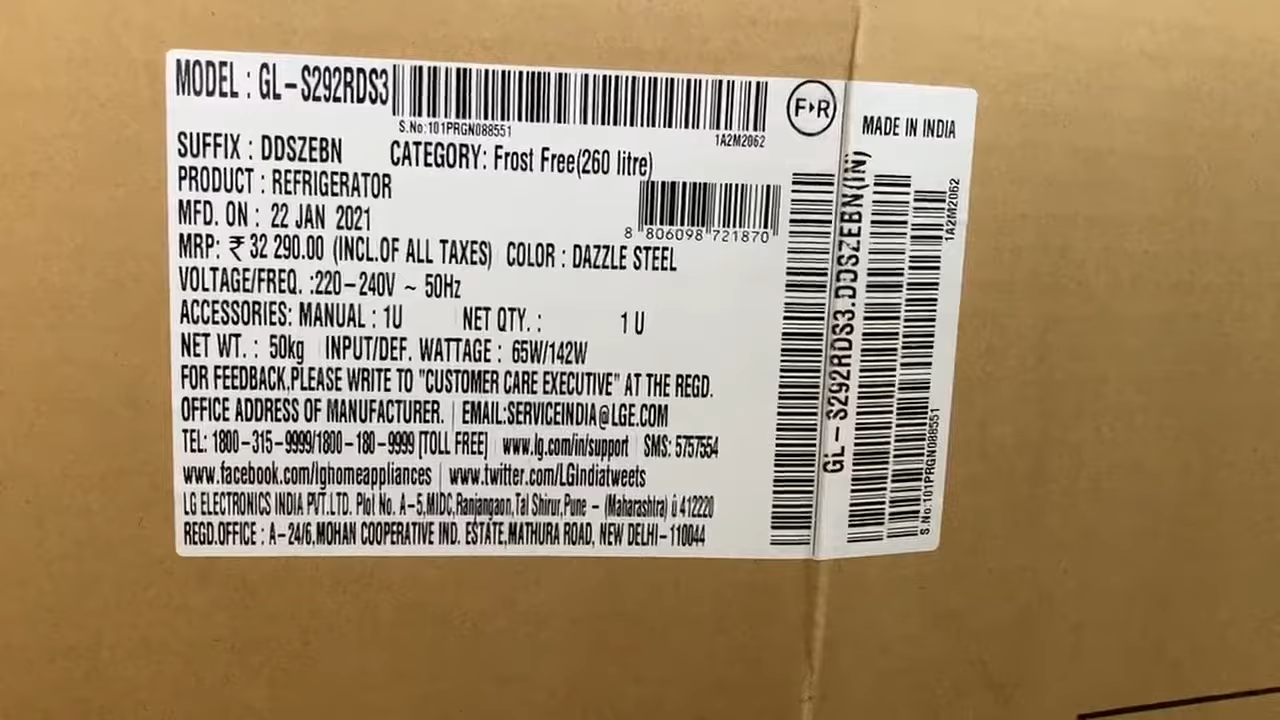 MODEL : GL-S292RDS3
S.No:101PRGN088551
1A2M2062
F R
MADE IN INDIA
SUFFIX : DDSZEBN CATEGORY: Frost Free(260 litre)
PRODUCT : REFRIGERATOR
MFD. ON : 22 JAN 2021
8 806098 721870
MRP: ₹ 32 290.00 (INCL.OF ALL TAXES) COLOR : DAZZLE STEEL
VOLTAGE/FREQ. :220-240V ~ 50Hz
ACCESSORIES: MANUAL : 1U NET QTY. : 1 U
NET WT. : 50kg INPUT/DEF. WATTAGE : 65W/142W
FOR FEEDBACK,PLEASE WRITE TO "CUSTOMER CARE EXECUTIVE" AT THE REGD.
OFFICE ADDRESS OF MANUFACTURER. | EMAIL:SERVICEINDIA@LGE.COM
TEL: 1800-315-9999/1800-180-9999 [TOLL FREE] | www.lg.com/in/support SMS: 5757554
www.facebook.com/lghomeappliances | www.twitter.com/LGIndiatweets
LG ELECTRONICS INDIA PVT.LTD. Plot No. A-5,MIDC,Ranjangaon,Tal Shirur,Pune - (Maharashtra) ü 412220
REGD.OFFICE : A-24/6,MOHAN COOPERATIVE IND. ESTATE,MATHURA ROAD, NEW DELHI-110044
GL-S292RDS3.DDSZEBN(IN)
S.No:101PRGN088551
1A2M2062